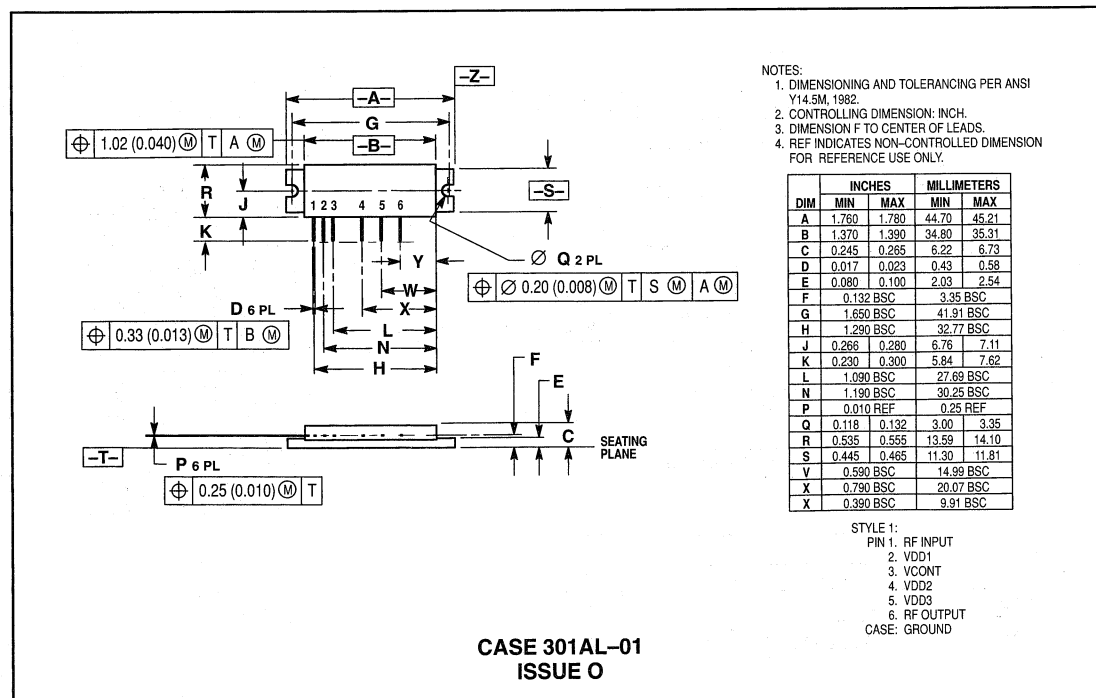 –Z–
–A–
G
⌖ 1.02 (0.040) Ⓜ T A Ⓜ
–B–
R
J
–S–
1 2 3 4 5 6
K
Y
Ø Q 2 PL
W
⌖ Ø 0.20 (0.008) Ⓜ T S Ⓜ A Ⓜ
D 6 PL
X
⌖ 0.33 (0.013) Ⓜ T B Ⓜ
L
N
H
F
E
C
SEATING
PLANE
–T–
P 6 PL
⌖ 0.25 (0.010) Ⓜ T
NOTES:
1. DIMENSIONING AND TOLERANCING PER ANSI
Y14.5M, 1982.
2. CONTROLLING DIMENSION: INCH.
3. DIMENSION F TO CENTER OF LEADS.
4. REF INDICATES NON–CONTROLLED DIMENSION
FOR REFERENCE USE ONLY.
INCHES MILLIMETERS
DIM MIN MAX MIN MAX
A 1.760 1.780 44.70 45.21
B 1.370 1.390 34.80 35.31
C 0.245 0.265 6.22 6.73
D 0.017 0.023 0.43 0.58
E 0.080 0.100 2.03 2.54
F 0.132 BSC 3.35 BSC
G 1.650 BSC 41.91 BSC
H 1.290 BSC 32.77 BSC
J 0.266 0.280 6.76 7.11
K 0.230 0.300 5.84 7.62
L 1.090 BSC 27.69 BSC
N 1.190 BSC 30.25 BSC
P 0.010 REF 0.25 REF
Q 0.118 0.132 3.00 3.35
R 0.535 0.555 13.59 14.10
S 0.445 0.465 11.30 11.81
V 0.590 BSC 14.99 BSC
X 0.790 BSC 20.07 BSC
X 0.390 BSC 9.91 BSC
STYLE 1:
PIN 1. RF INPUT
2. VDD1
3. VCONT
4. VDD2
5. VDD3
6. RF OUTPUT
CASE: GROUND
CASE 301AL–01
ISSUE O